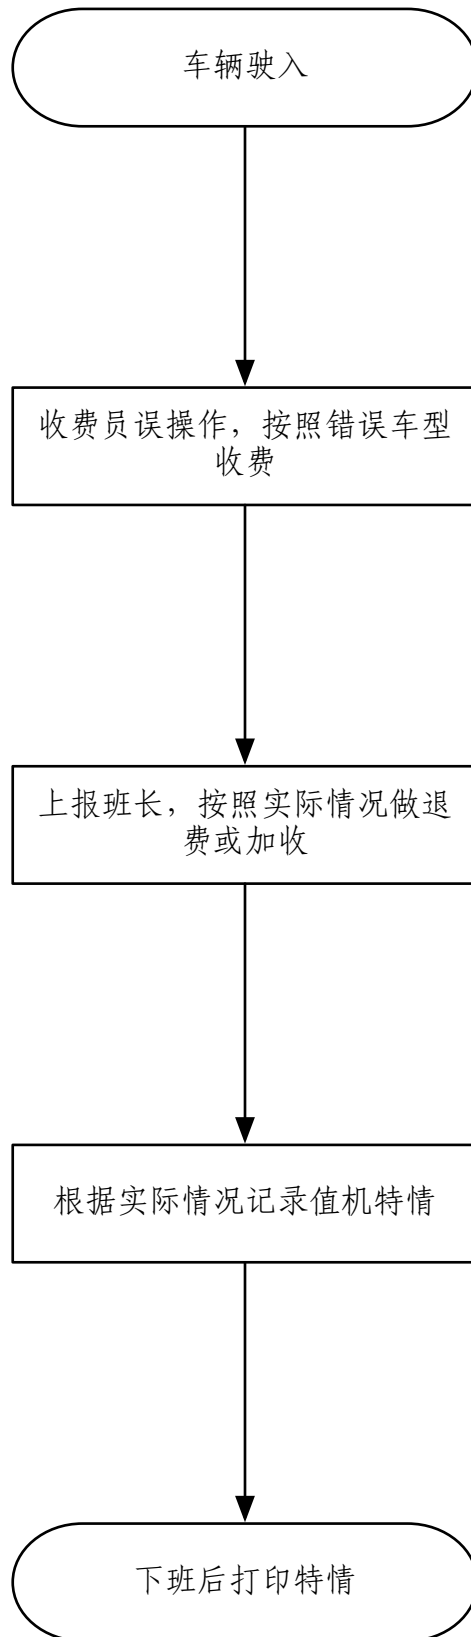 车辆驶入
收费员误操作，按照错误车型
收费
上报班长，按照实际情况做退
费或加收
根据实际情况记录值机特情
下班后打印特情